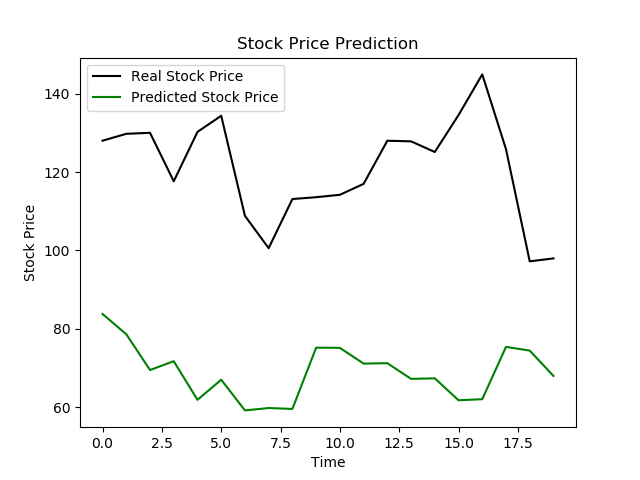 Stock Price Prediction
Real Stock Price
Predicted Stock Price
Stock Price
140
120
100
80
60
0.0 2.5 5.0 7.5 10.0 12.5 15.0 17.5
Time